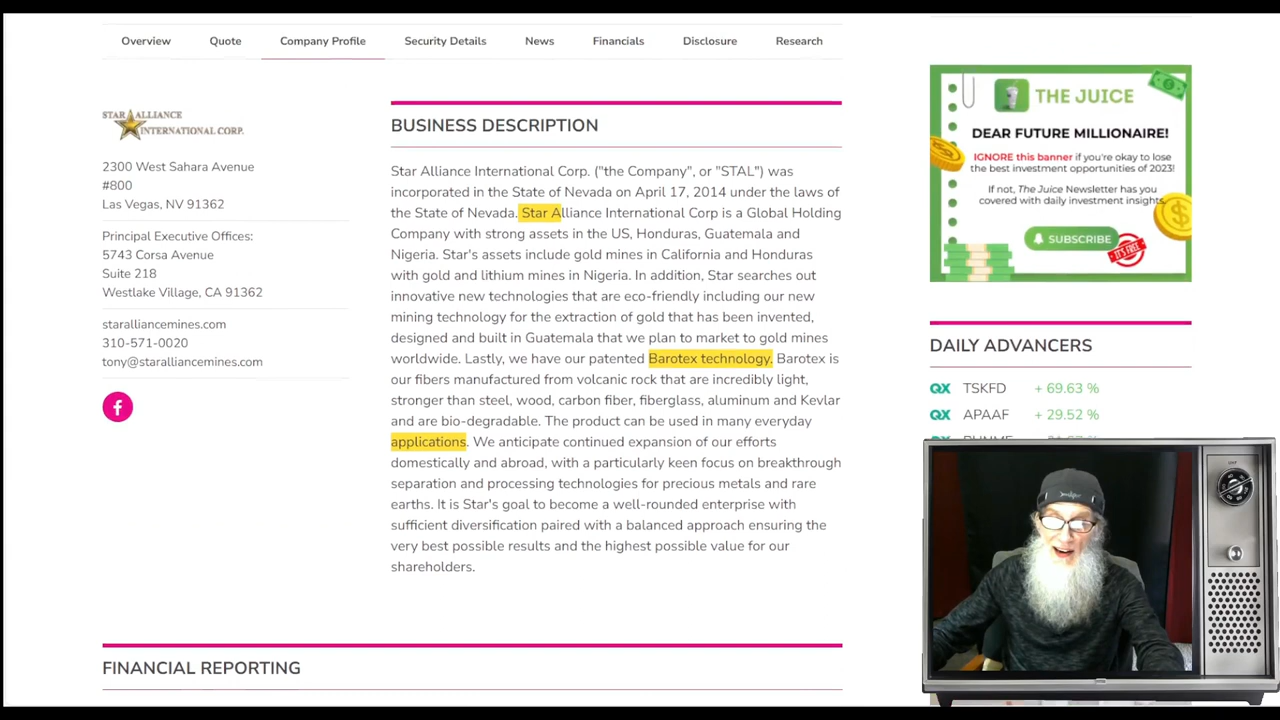 Overview Quote Company Profile Security Details News Financials Disclosure Research
STAR ALLIANCE
INTERNATIONAL CORP.
2300 West Sahara Avenue
#800
Las Vegas, NV 91362
Principal Executive Offices:
5743 Corsa Avenue
Suite 218
Westlake Village, CA 91362
staralliancemines.com
310-571-0020
tony@staralliancemines.com
BUSINESS DESCRIPTION
Star Alliance International Corp. ("the Company", or "STAL") was
incorporated in the State of Nevada on April 17, 2014 under the laws of
the State of Nevada. Star Alliance International Corp is a Global Holding
Company with strong assets in the US, Honduras, Guatemala and
Nigeria. Star's assets include gold mines in California and Honduras
with gold and lithium mines in Nigeria. In addition, Star searches out
innovative new technologies that are eco-friendly including our new
mining technology for the extraction of gold that has been invented,
designed and built in Guatemala that we plan to market to gold mines
worldwide. Lastly, we have our patented Barotex technology. Barotex is
our fibers manufactured from volcanic rock that are incredibly light,
stronger than steel, wood, carbon fiber, fiberglass, aluminum and Kevlar
and are bio-degradable. The product can be used in many everyday
applications. We anticipate continued expansion of our efforts
domestically and abroad, with a particularly keen focus on breakthrough
separation and processing technologies for precious metals and rare
earths. It is Star's goal to become a well-rounded enterprise with
sufficient diversification paired with a balanced approach ensuring the
very best possible results and the highest possible value for our
shareholders.
FINANCIAL REPORTING
THE JUICE
DEAR FUTURE MILLIONAIRE!
IGNORE this banner if you're okay to lose
the best investment opportunities of 2023!
If not, The Juice Newsletter has you
covered with daily investment insights.
SUBSCRIBE
IT'S FREE
DAILY ADVANCERS
QX TSKFD + 69.63 %
QX APAAF + 29.52 %